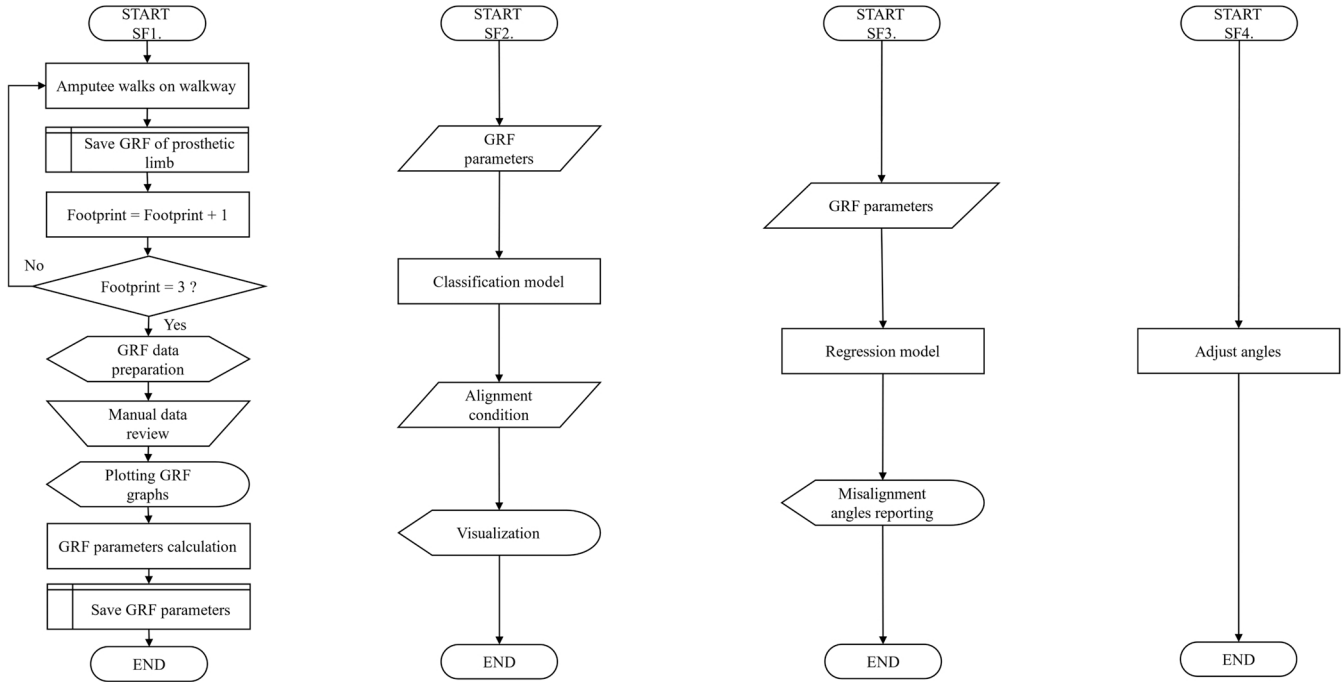 START
SF1.
Amputee walks on walkway
Save GRF of prosthetic
limb
Footprint = Footprint + 1
No
Footprint = 3 ?
Yes
GRF data
preparation
Manual data
review
Plotting GRF
graphs
GRF parameters calculation
Save GRF parameters
END
START
SF2.
GRF
parameters
Classification model
Alignment
condition
Visualization
END
START
SF3.
GRF parameters
Regression model
Misalignment
angles reporting
END
START
SF4.
Adjust angles
END